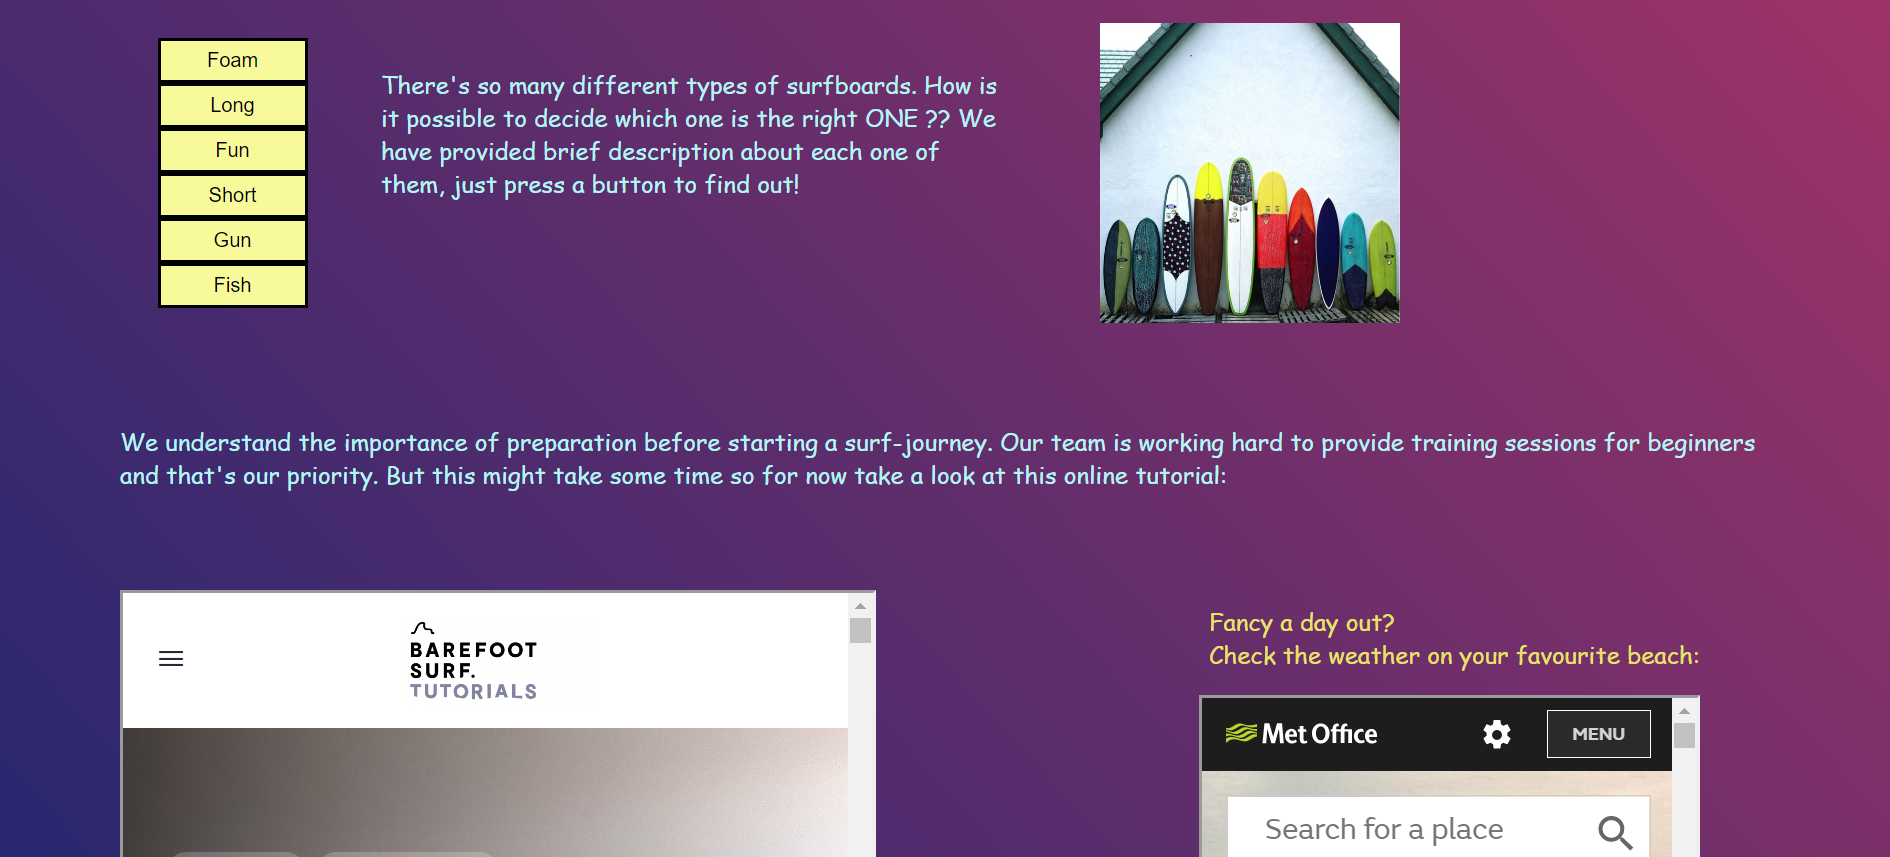 Foam
Long
Fun
Short
Gun
Fish
There's so many different types of surfboards. How is
it possible to decide which one is the right ONE ?? We
have provided brief description about each one of
them, just press a button to find out!
We understand the importance of preparation before starting a surf-journey. Our team is working hard to provide training sessions for beginners
and that's our priority. But this might take some time so for now take a look at this online tutorial:
BAREFOOT
SURF.
TUTORIALS
Fancy a day out?
Check the weather on your favourite beach:
Met Office
MENU
Search for a place